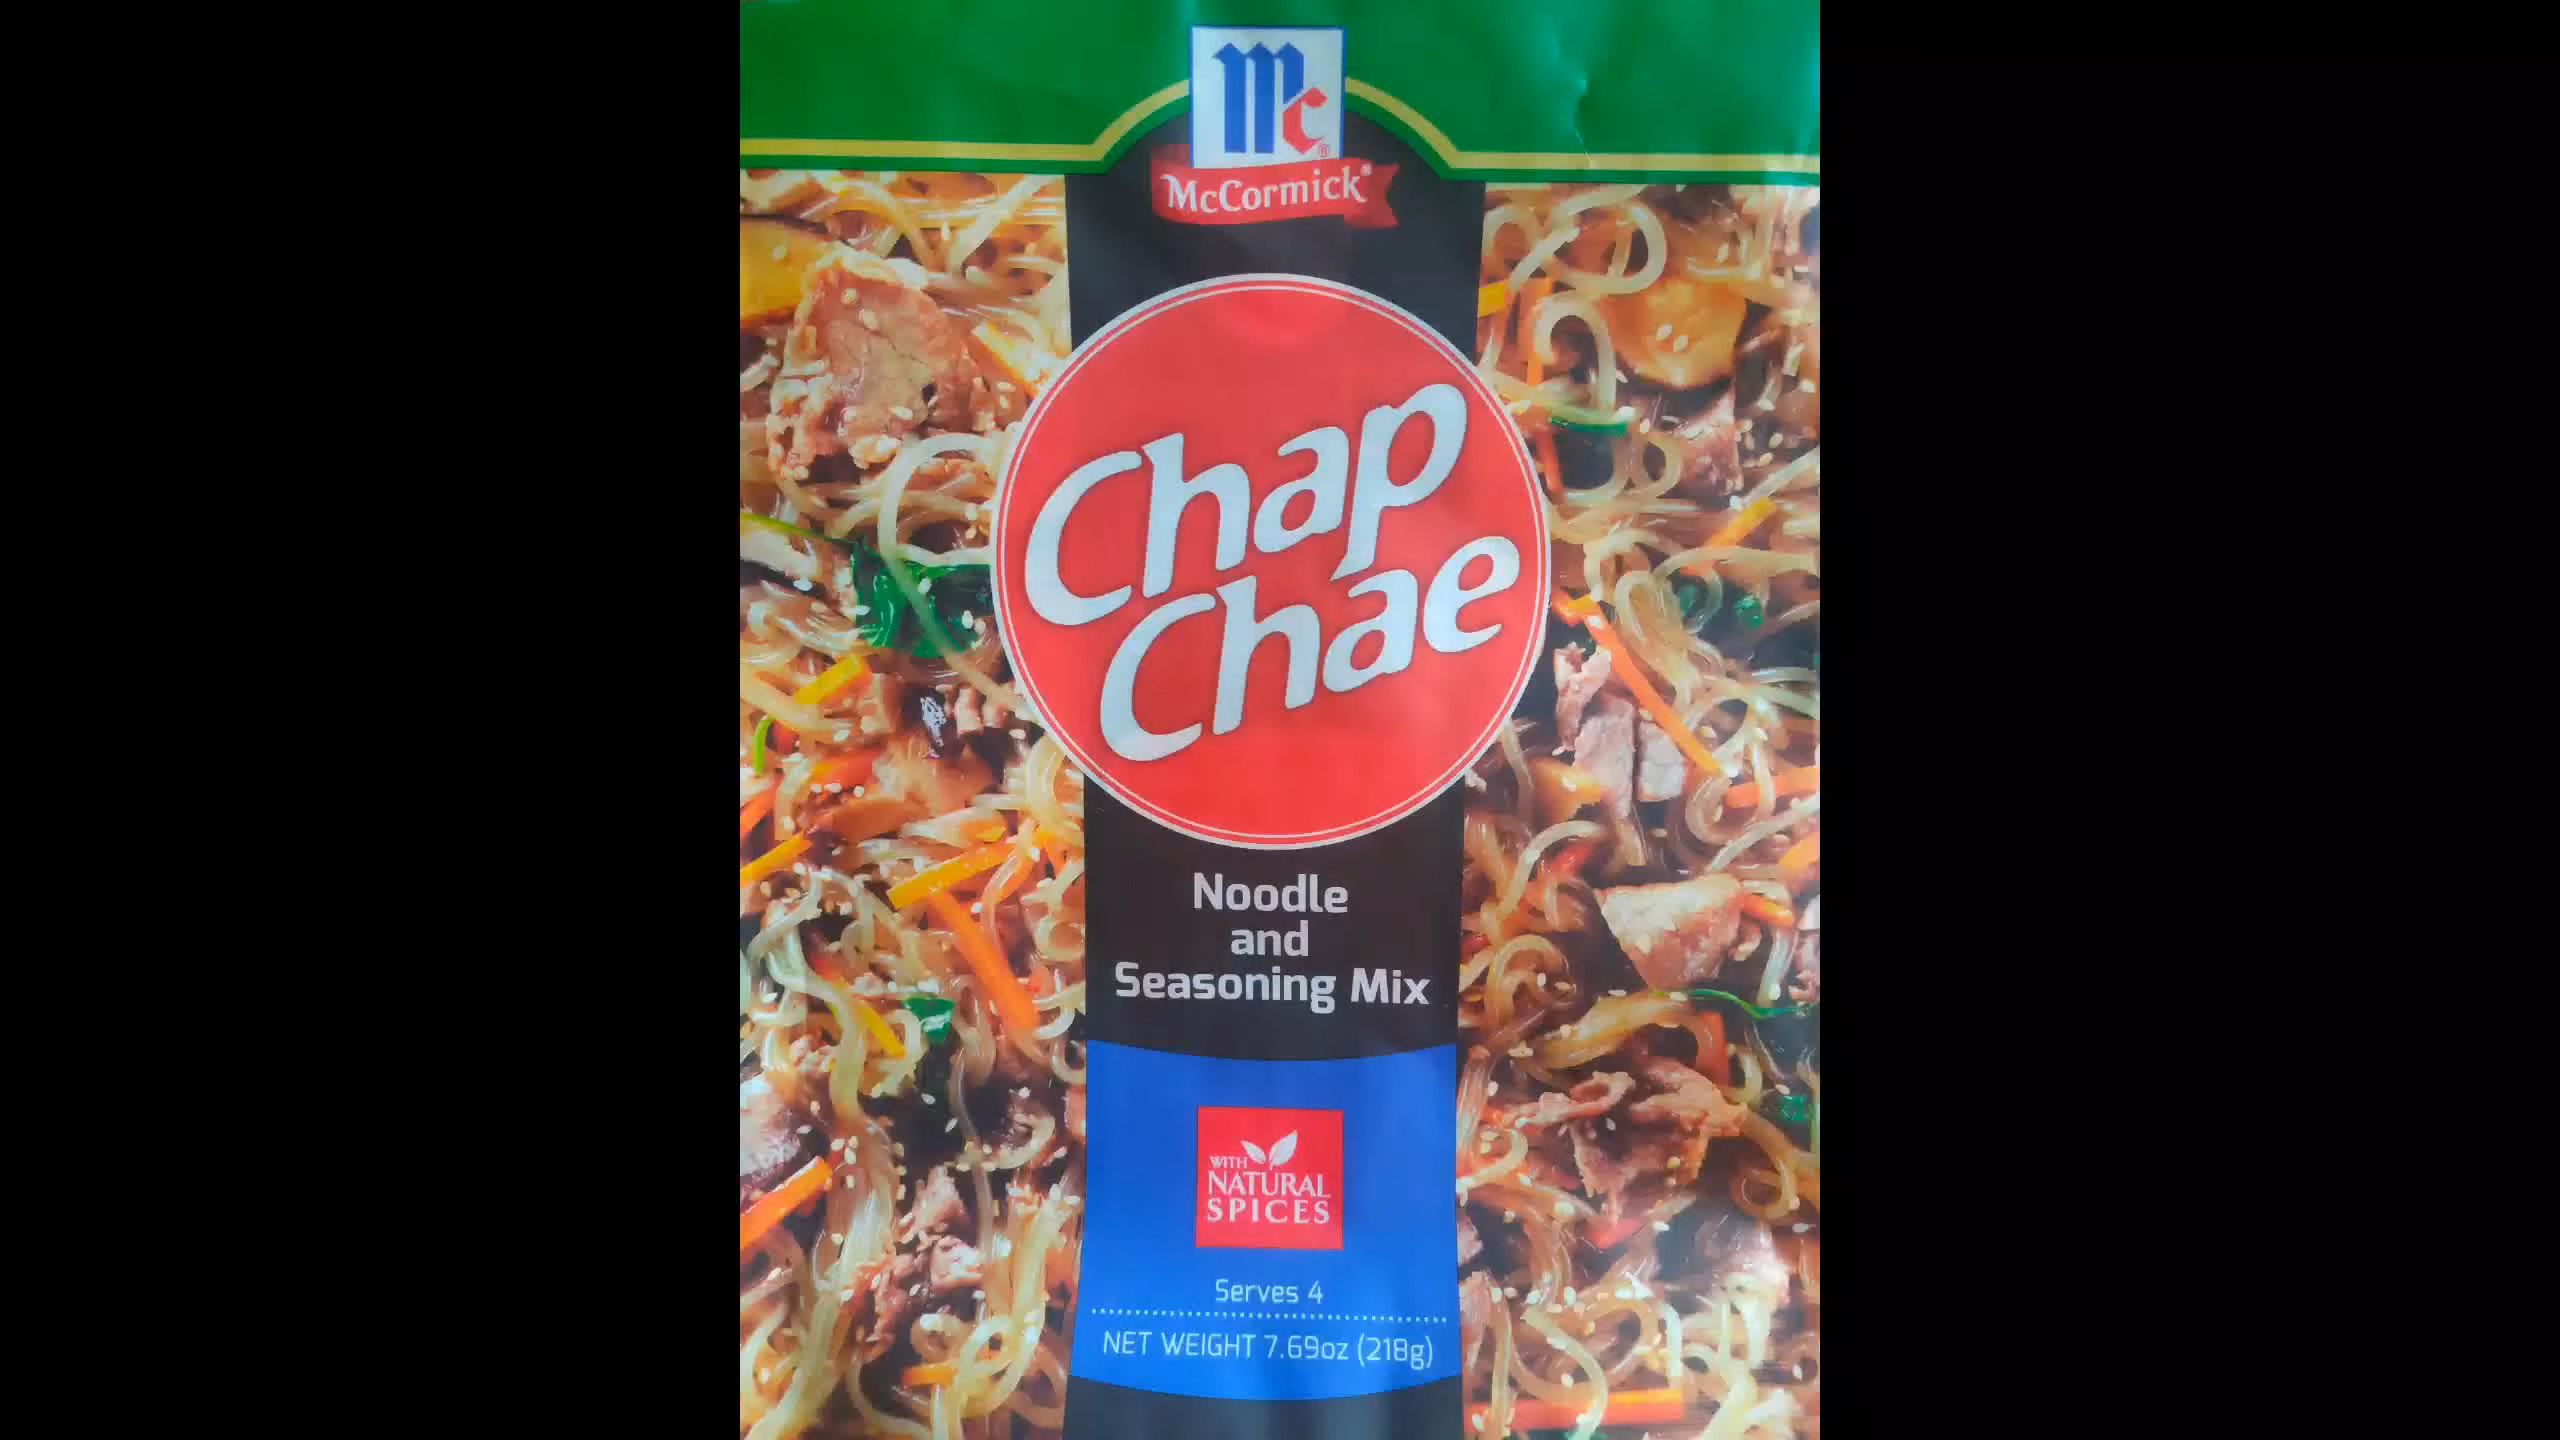 Mc®
McCormick®
Chap
Chae
Noodle
and
Seasoning Mix
WITH
NATURAL
SPICES
Serves 4
NET WEIGHT 7.69oz (218g)